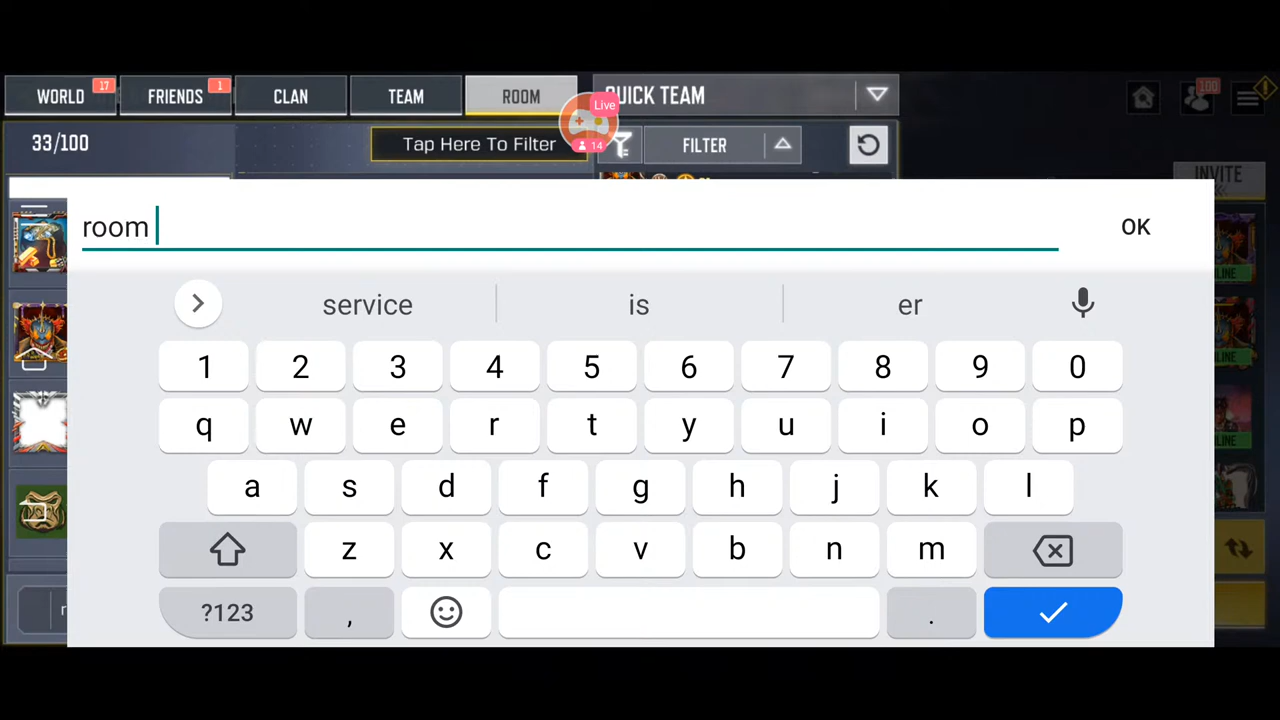 WORLD 17 FRIENDS 1 CLAN TEAM ROOM
Live
14
QUICK TEAM
100
33/100
Tap Here To Filter
FILTER
INVITE
room
OK
service is er
1 2 3 4 5 6 7 8 9 0
q w e r t y u i o p
a s d f g h j k l
z x c v b n m
?123 , .